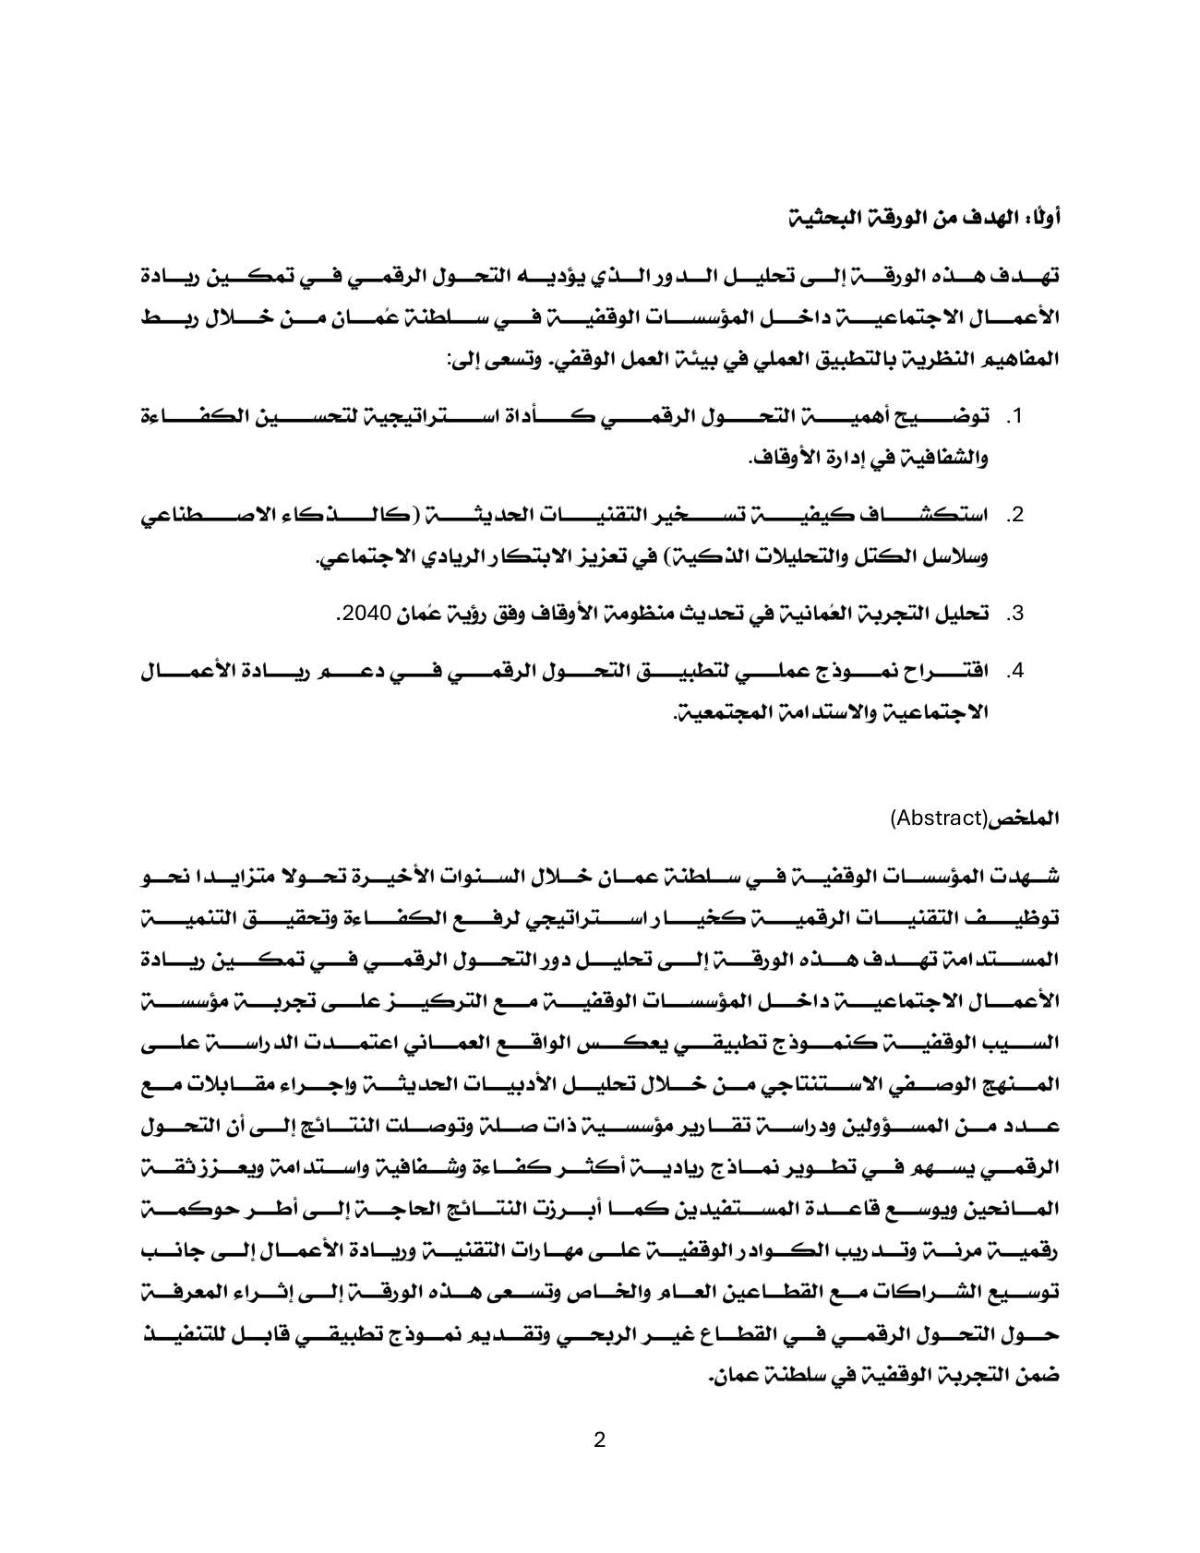 أولًا: الهدف من الورقة البحثية
تهدف هذه الورقة إلى تحليل الدور الذي يؤديه التحول الرقمي في تمكين ريادة
الأعمال الاجتماعية داخل المؤسسات الوقفية في سلطنة عُمان من خلال ربط
المفاهيم النظرية بالتطبيق العملي في بيئة العمل الوقفي. وتسعى إلى:
1. توضيح أهمية التحول الرقمي كأداة استراتيجية لتحسين الكفاءة
والشفافية في إدارة الأوقاف.
2. استكشاف كيفية تسخير التقنيات الحديثة (كالذكاء الاصطناعي
وسلاسل الكتل والتحليلات الذكية) في تعزيز الابتكار الريادي الاجتماعي.
3. تحليل التجربة العُمانية في تحديث منظومة الأوقاف وفق رؤية عُمان 2040.
4. اقتراح نموذج عملي لتطبيق التحول الرقمي في دعم ريادة الأعمال
الاجتماعية والاستدامة المجتمعية.
الملخص(Abstract)
شهدت المؤسسات الوقفية في سلطنة عمان خلال السنوات الأخيرة تحولا متزايدا نحو
توظيف التقنيات الرقمية كخيار استراتيجي لرفع الكفاءة وتحقيق التنمية
المستدامة تهدف هذه الورقة إلى تحليل دور التحول الرقمي في تمكين ريادة
الأعمال الاجتماعية داخل المؤسسات الوقفية مع التركيز على تجربة مؤسسة
السيب الوقفية كنموذج تطبيقي يعكس الواقع العماني اعتمدت الدراسة على
المنهج الوصفي الاستنتاجي من خلال تحليل الأدبيات الحديثة وإجراء مقابلات مع
عدد من المسؤولين ودراسة تقارير مؤسسية ذات صلة وتوصلت النتائج إلى أن التحول
الرقمي يسهم في تطوير نماذج ريادية أكثر كفاءة وشفافية واستدامة ويعزز ثقة
المانحين ويوسع قاعدة المستفيدين كما أبرزت النتائج الحاجة إلى أطر حوكمة
رقمية مرنة وتدريب الكوادر الوقفية على مهارات التقنية وريادة الأعمال إلى جانب
توسيع الشراكات مع القطاعين العام والخاص وتسعى هذه الورقة إلى إثراء المعرفة
حول التحول الرقمي في القطاع غير الربحي وتقديم نموذج تطبيقي قابل للتنفيذ
ضمن التجربة الوقفية في سلطنة عمان.
2